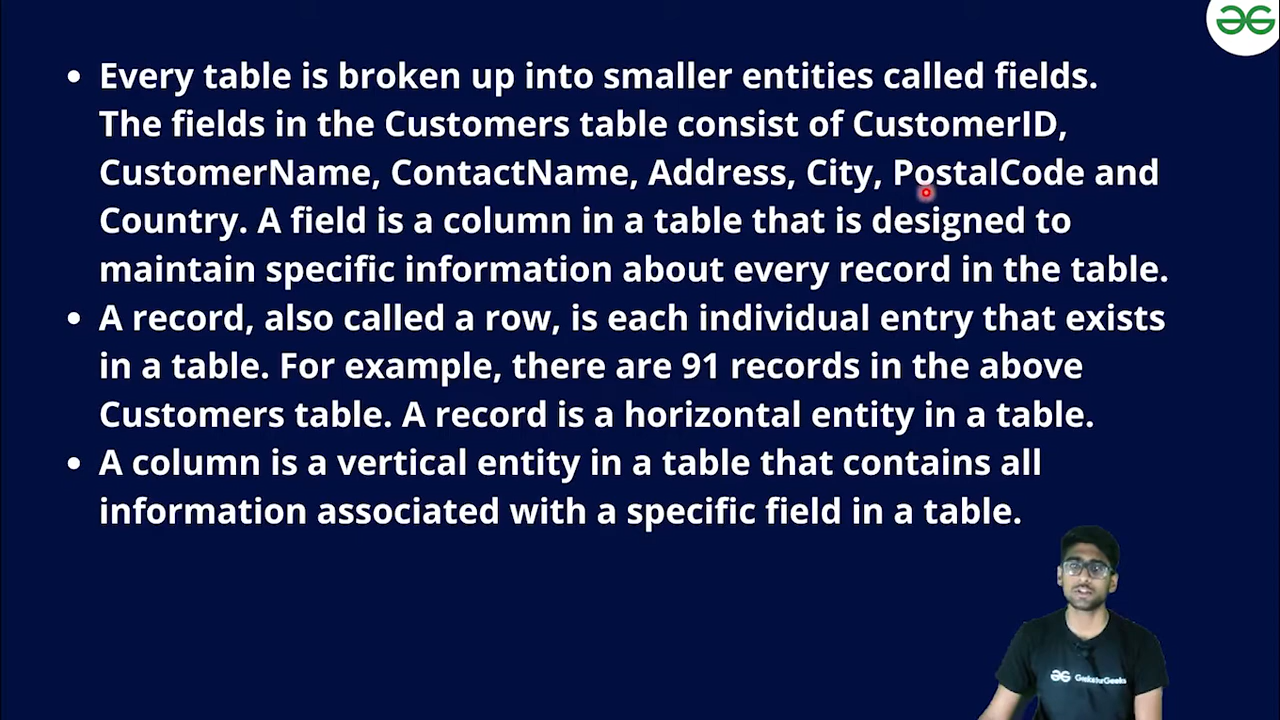 • Every table is broken up into smaller entities called fields.
The fields in the Customers table consist of CustomerID,
CustomerName, ContactName, Address, City, PostalCode and
Country. A field is a column in a table that is designed to
maintain specific information about every record in the table.
• A record, also called a row, is each individual entry that exists
in a table. For example, there are 91 records in the above
Customers table. A record is a horizontal entity in a table.
• A column is a vertical entity in a table that contains all
information associated with a specific field in a table.
GeeksforGeeks